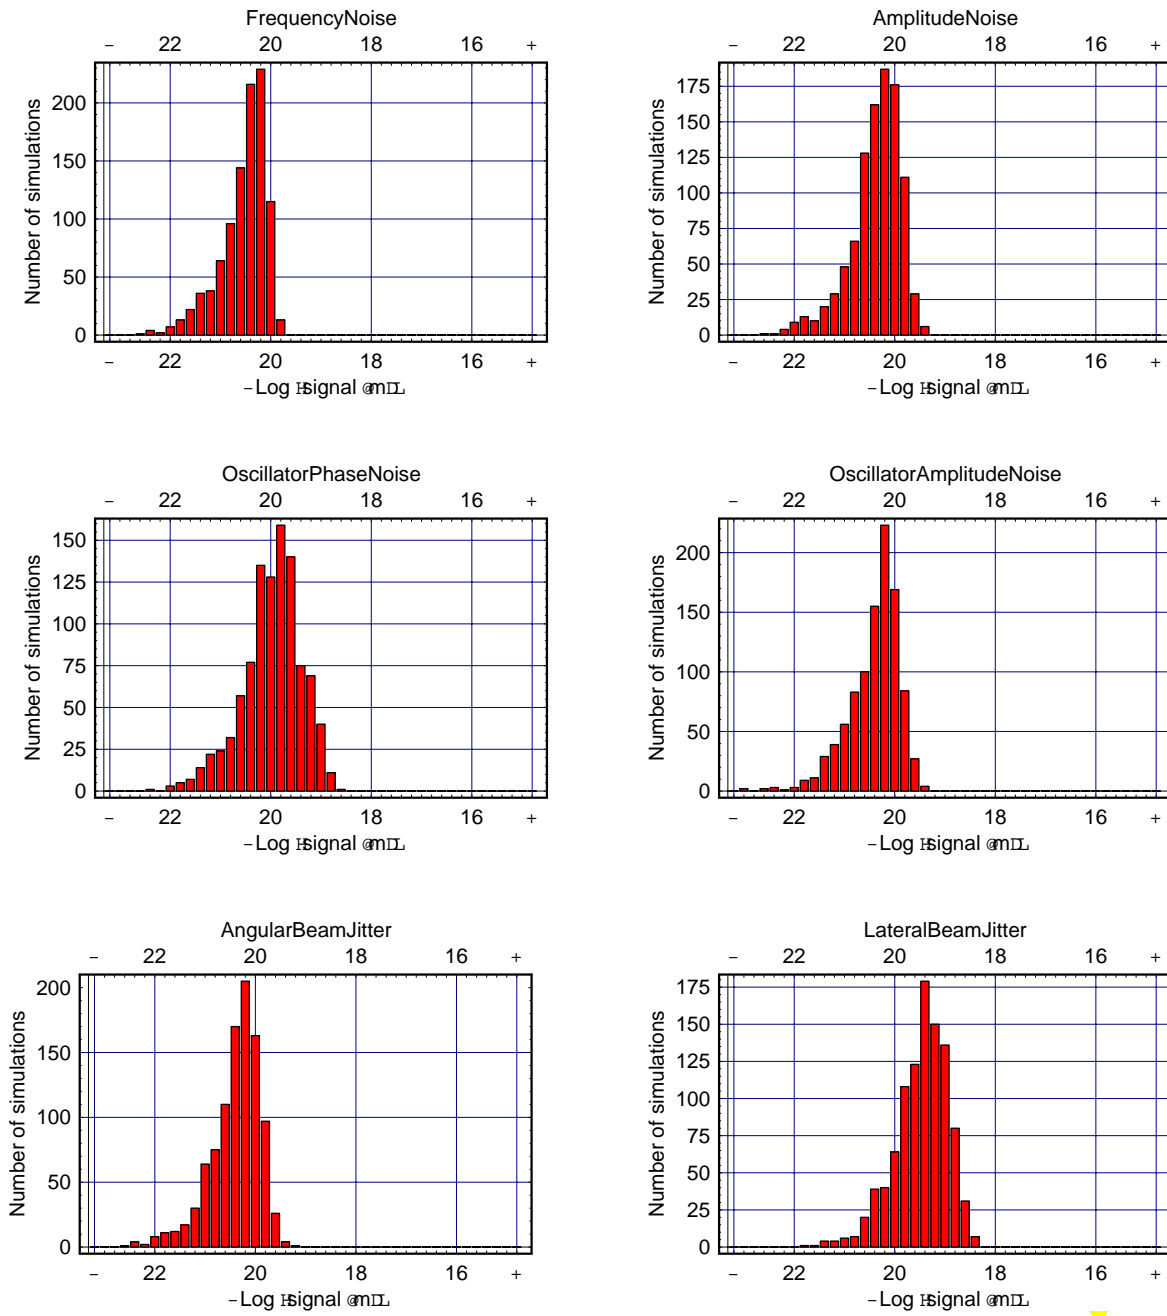 FrequencyNoise
– 22 20 18 16 +
Number of simulations
200
150
100
50
0
– 22 20 18 16 +
–Log Hsignal @mDL
AmplitudeNoise
– 22 20 18 16 +
Number of simulations
175
150
125
100
75
50
25
0
– 22 20 18 16 +
–Log Hsignal @mDL
OscillatorPhaseNoise
– 22 20 18 16 +
Number of simulations
150
125
100
75
50
25
0
– 22 20 18 16 +
–Log Hsignal @mDL
OscillatorAmplitudeNoise
– 22 20 18 16 +
Number of simulations
200
150
100
50
0
– 22 20 18 16 +
–Log Hsignal @mDL
AngularBeamJitter
– 22 20 18 16 +
Number of simulations
200
150
100
50
0
– 22 20 18 16 +
–Log Hsignal @mDL
LateralBeamJitter
– 22 20 18 16 +
Number of simulations
175
150
125
100
75
50
25
0
– 22 20 18 16 +
–Log Hsignal @mDL